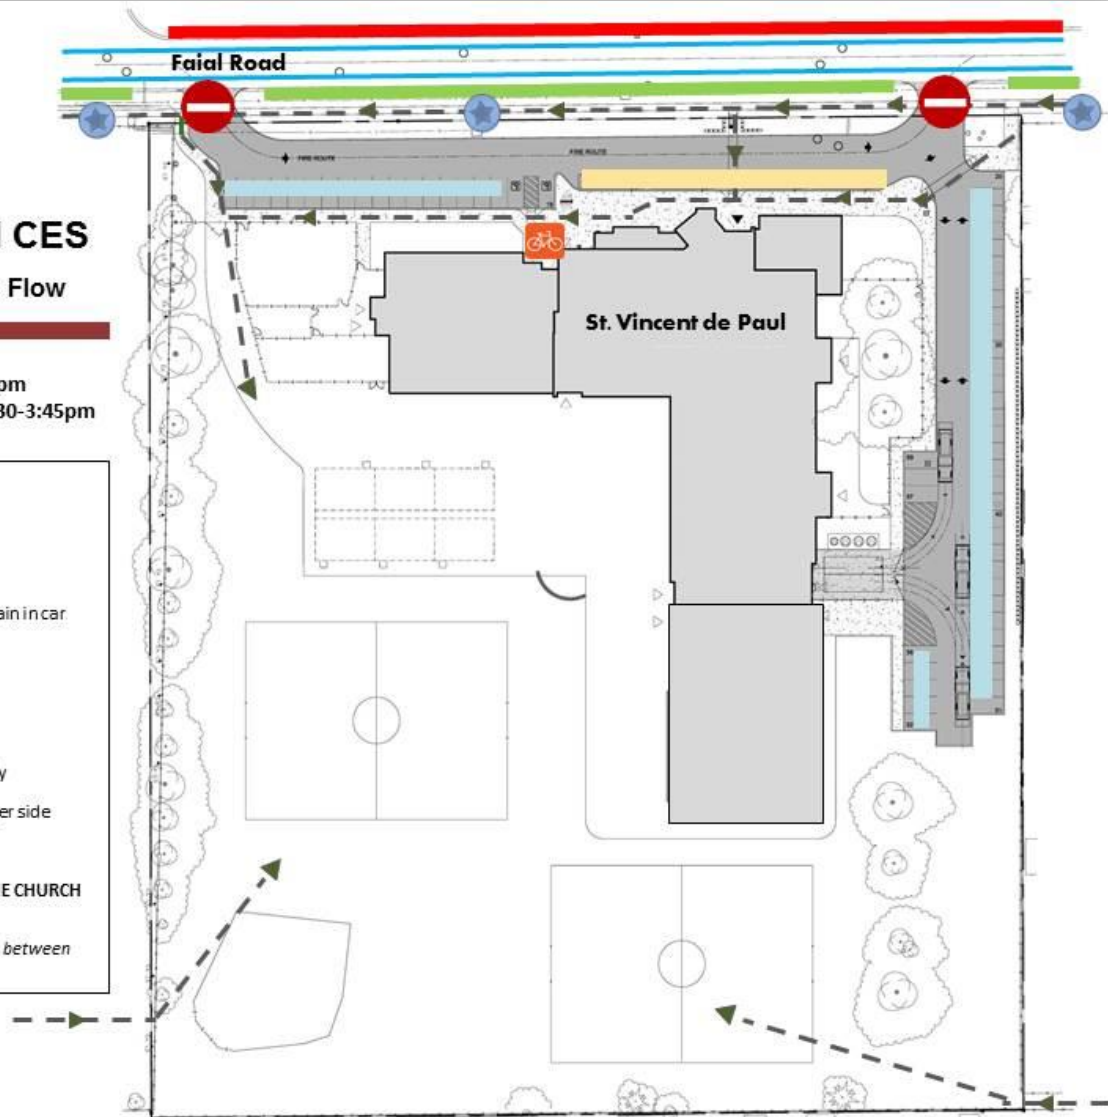 Faial Road
FIRE ROUTE
FIRE ROUTE
CES
Flow
St. Vincent de Paul
pm
30-3:45pm
ain in car
y
er side
E CHURCH
between